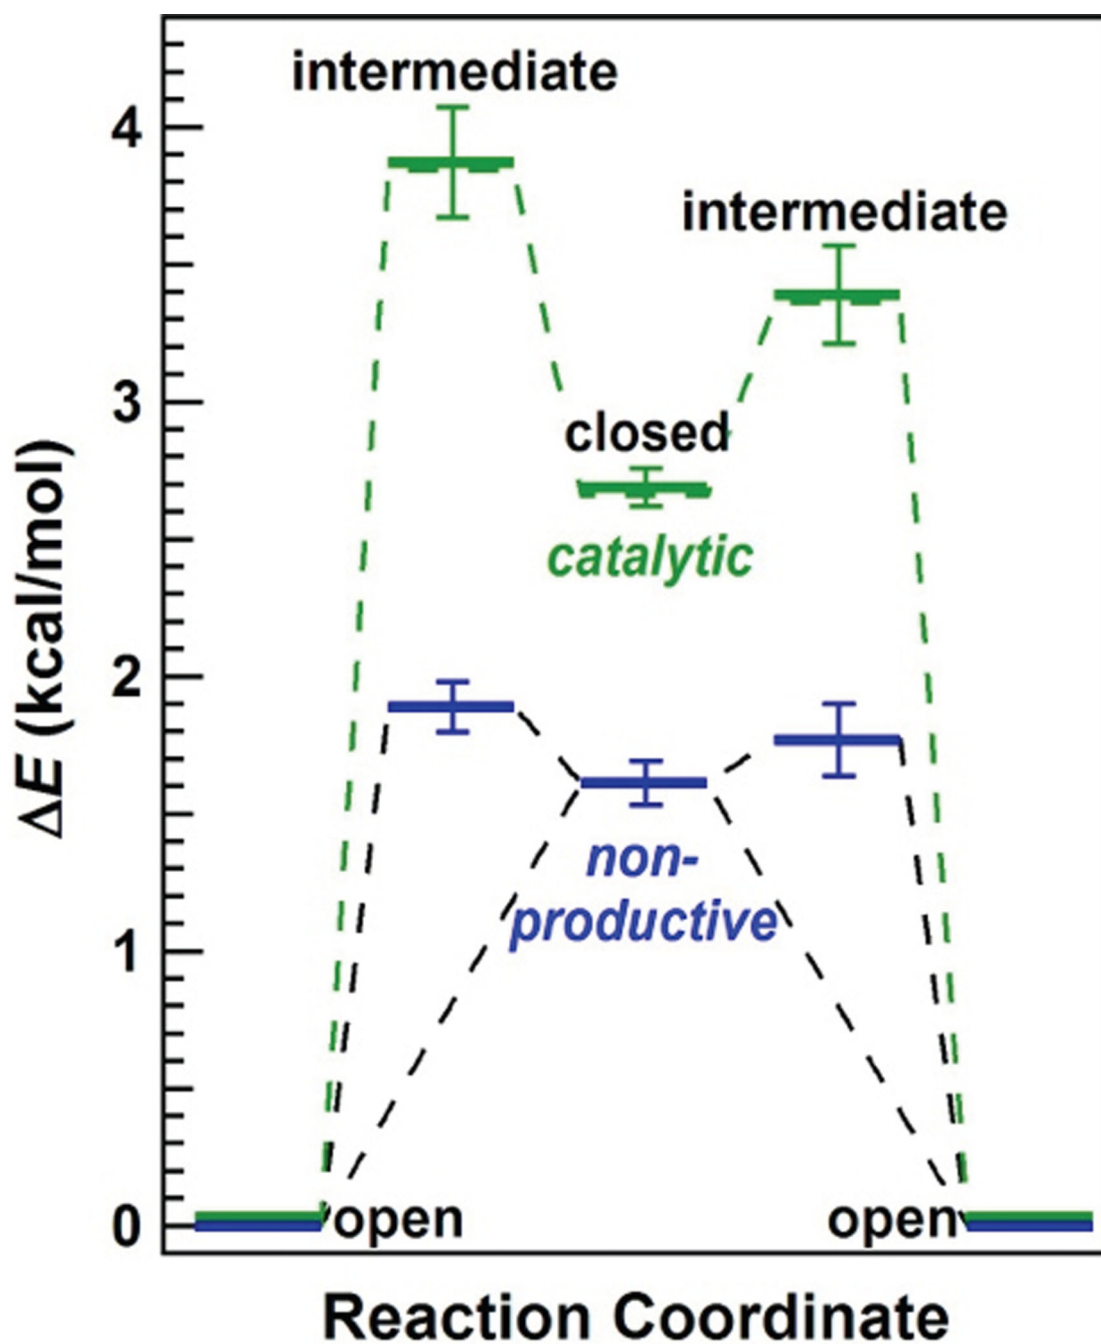 intermediate
4
intermediate
3
closed
catalytic
2
non-
productive
1
0
open
open
ΔE (kcal/mol)
Reaction Coordinate